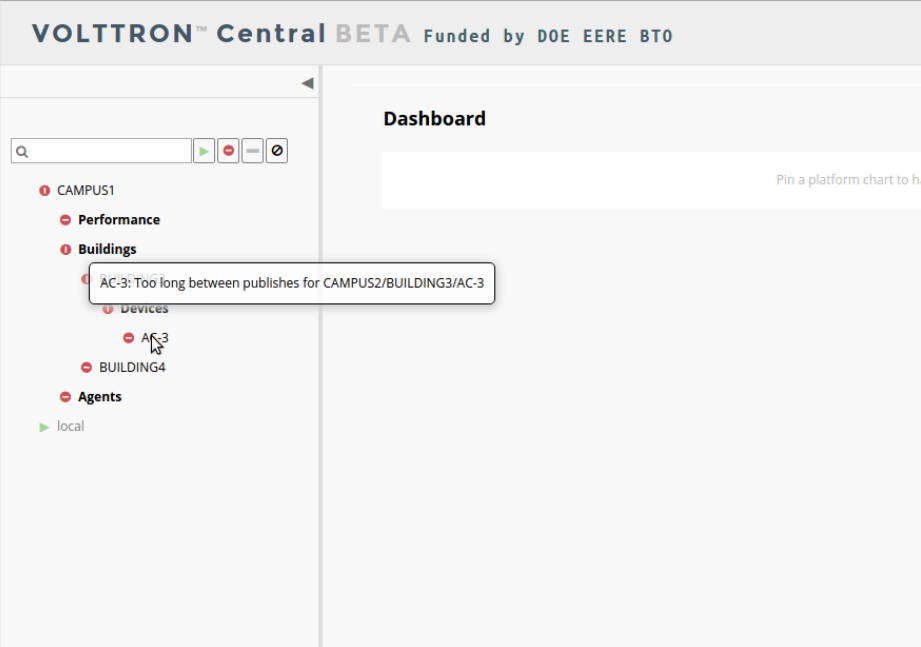 VOLTTRON™ Central BETA Funded by DOE EERE BTO
Dashboard
Pin a platform chart to h
CAMPUS1
Performance
Buildings
BUILDING3
AC-3: Too long between publishes for CAMPUS2/BUILDING3/AC-3
Devices
AC-3
BUILDING4
Agents
local